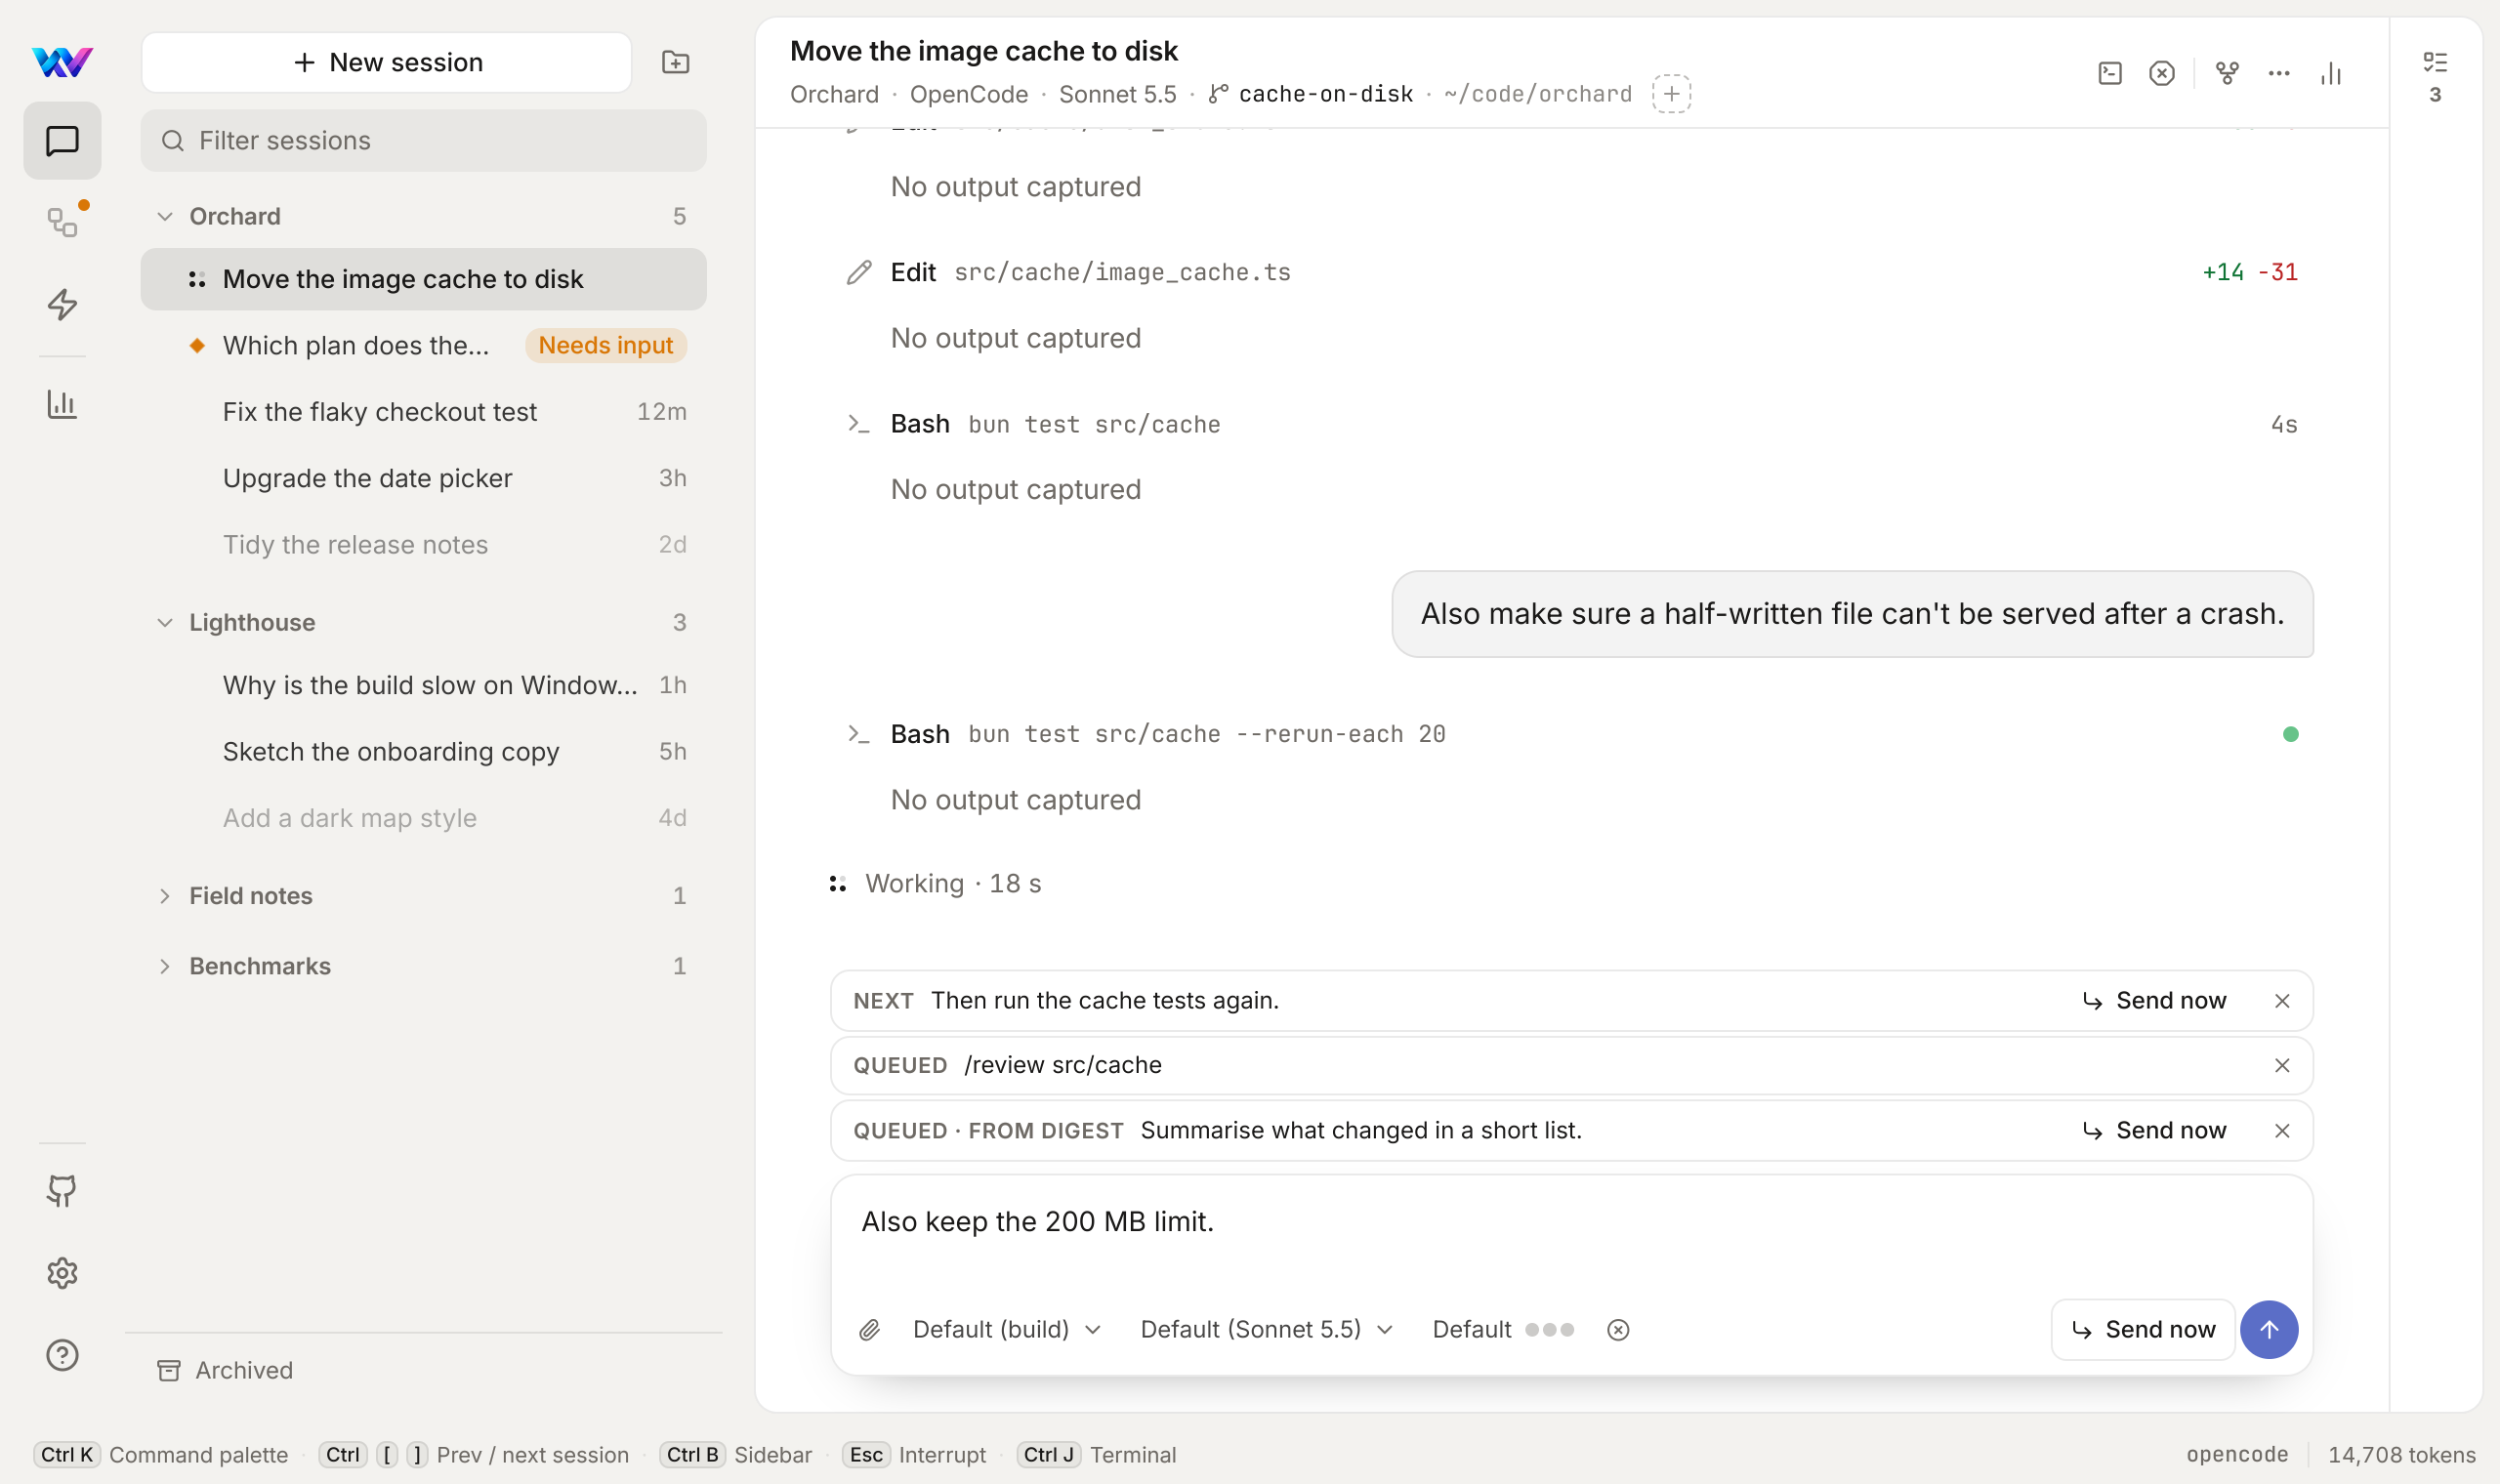 New session
Filter sessions
Orchard 5
Move the image cache to disk
Which plan does the... Needs input
Fix the flaky checkout test 12m
Upgrade the date picker 3h
Tidy the release notes 2d
Lighthouse 3
Why is the build slow on Window... 1h
Sketch the onboarding copy 5h
Add a dark map style 4d
Field notes 1
Benchmarks 1
Archived
Move the image cache to disk
Orchard · OpenCode · Sonnet 5.5 · cache-on-disk · ~/code/orchard
3
No output captured
Edit src/cache/image_cache.ts +14 -31
No output captured
Bash bun test src/cache 4s
No output captured
Also make sure a half-written file can't be served after a crash.
Bash bun test src/cache --rerun-each 20
No output captured
Working · 18 s
NEXT Then run the cache tests again. Send now
QUEUED /review src/cache
QUEUED · FROM DIGEST Summarise what changed in a short list. Send now
Also keep the 200 MB limit.
Default (build) Default (Sonnet 5.5) Default Send now
Ctrl K Command palette · Ctrl [ ] Prev / next session · Ctrl B Sidebar · Esc Interrupt · Ctrl J Terminal
opencode 14,708 tokens